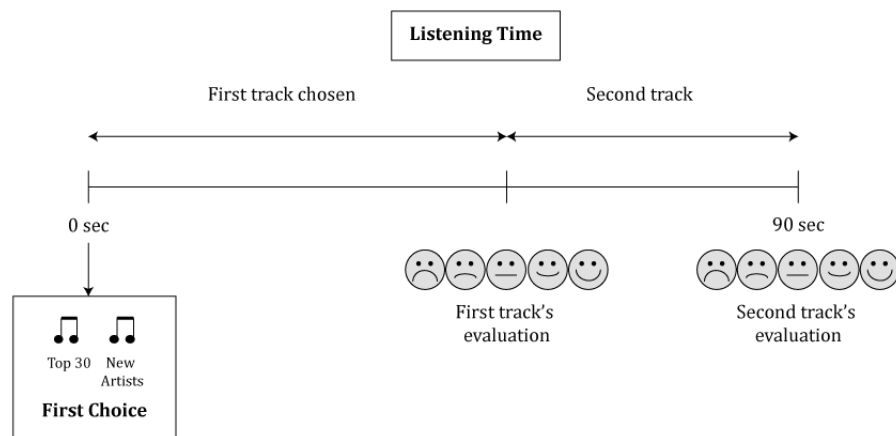 Listening Time
First track chosen
Second track
0 sec
90 sec
First track's
evaluation
Second track's
evaluation
Top 30
New
Artists
First Choice